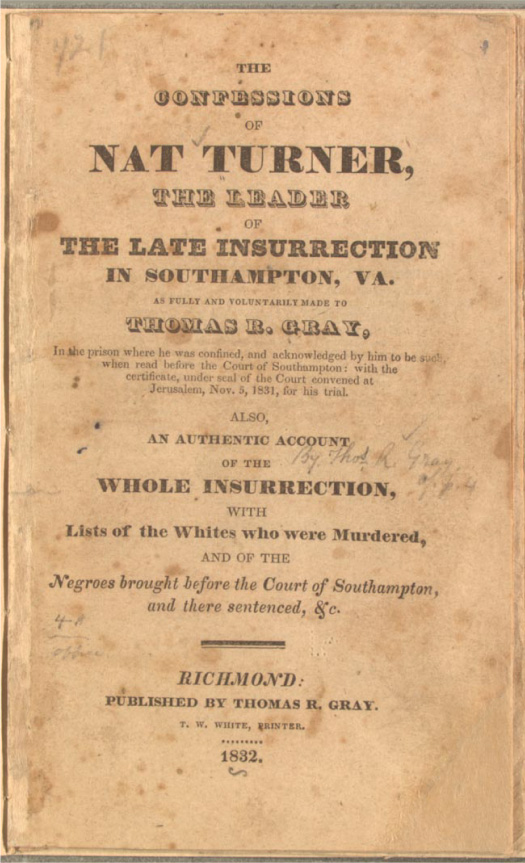 421
THE
CONFESSIONS
OF
NAT TURNER,
THE LEADER
OF
THE LATE INSURRECTION
IN SOUTHAMPTON, VA.
AS FULLY AND VOLUNTARILY MADE TO
THOMAS R. GRAY,
In the prison where he was confined, and acknowledged by him to be such,
when read before the Court of Southampton: with the
certificate, under seal of the Court convened at
Jerusalem, Nov. 5, 1831, for his trial.
ALSO,
AN AUTHENTIC ACCOUNT
By Thos R. Gray
OF THE
WHOLE INSURRECTION,
WITH
Lists of the Whites who were Murdered,
AND OF THE
Negroes brought before the Court of Southampton,
and there sentenced, &c.
RICHMOND:
PUBLISHED BY THOMAS R. GRAY.
T. W. WHITE, PRINTER.
1832.